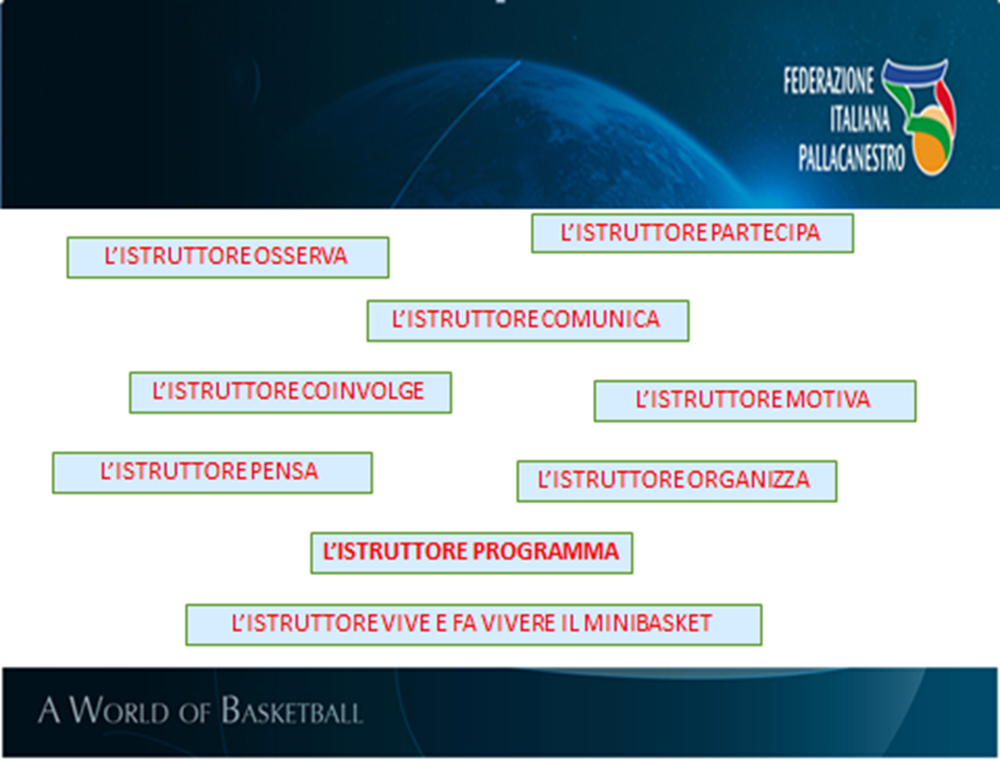 FEDERAZIONE
ITALIANA
PALLACANESTRO
L'ISTRUTTORE PARTECIPA
L'ISTRUTTORE OSSERVA
L'ISTRUTTORE COMUNICA
L'ISTRUTTORE COINVOLGE
L'ISTRUTTORE MOTIVA
L'ISTRUTTORE PENSA
L'ISTRUTTORE ORGANIZZA
L'ISTRUTTORE PROGRAMMA
L'ISTRUTTORE VIVE E FA VIVERE IL MINIBASKET
A WORLD OF BASKETBALL